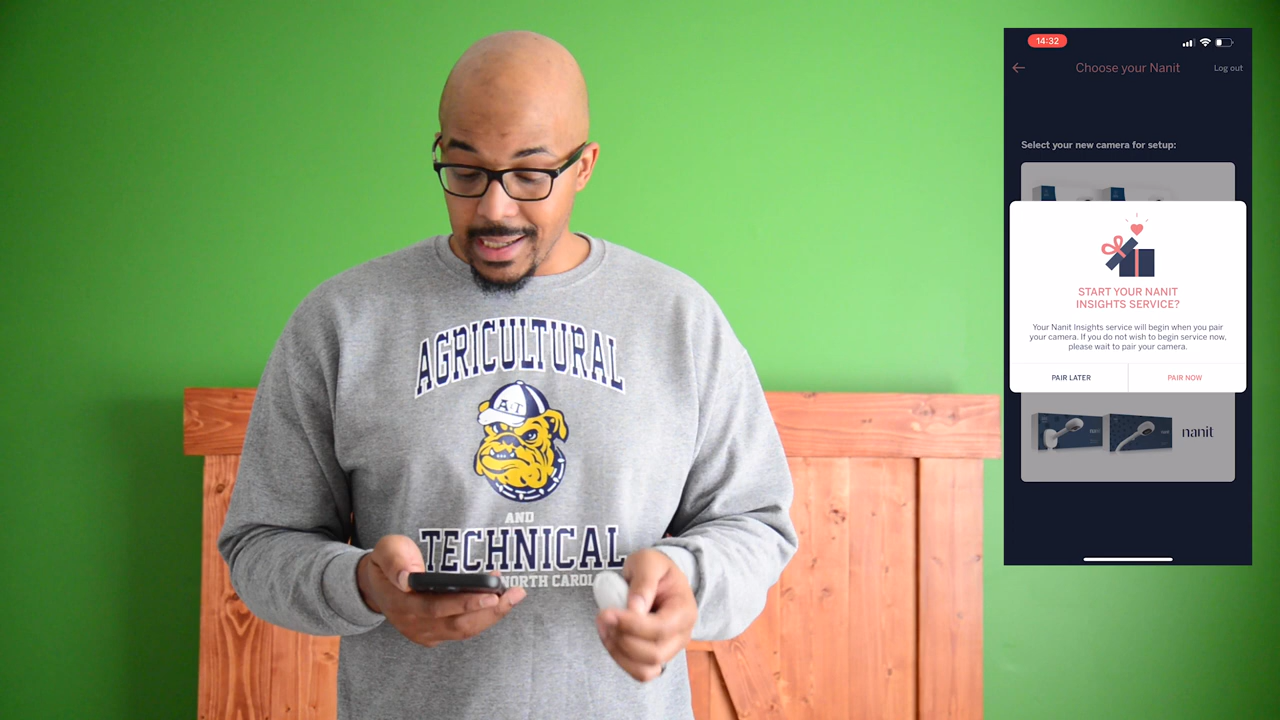 AGRICULTURAL
A&T
AND
TECHNICAL
NORTH CAROL
14:32
Choose your Nanit
Log out
Select your new camera for setup:
START YOUR NANIT
INSIGHTS SERVICE?
Your Nanit Insights service will begin when you pair
your camera. If you do not wish to begin service now,
please wait to pair your camera.
PAIR LATER
PAIR NOW
nanit